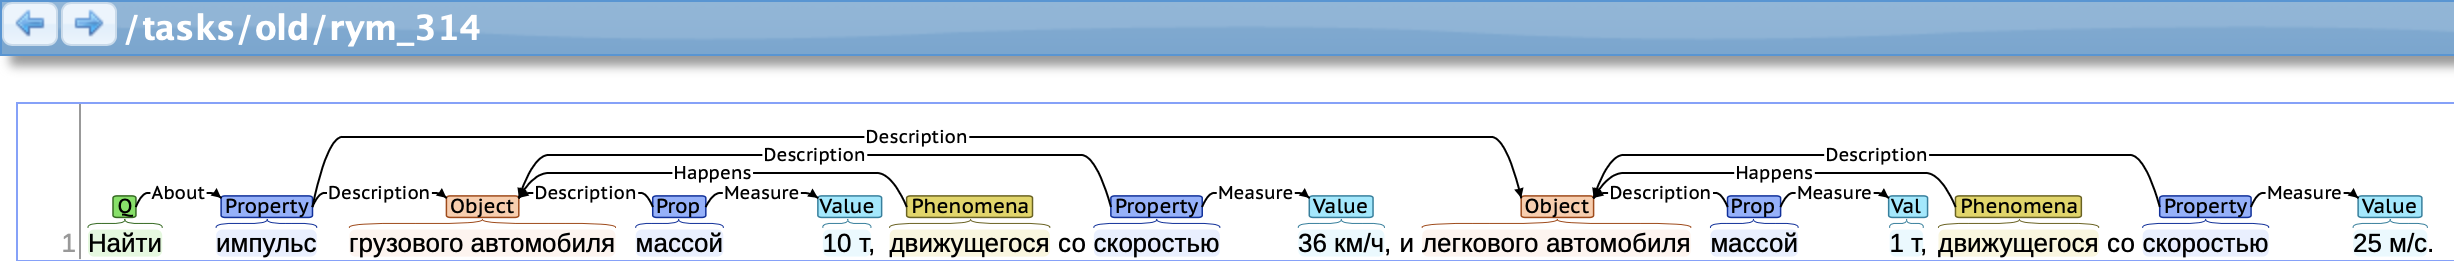 /tasks/old/rym_314
Description
Description Description
Happens Happens
About Description Description Measure Measure Description Measure Measure
Q Property Object Prop Value Phenomena Property Value Object Prop Val Phenomena Property Value
1 Найти импульс грузового автомобиля массой 10 т, движущегося со скоростью 36 км/ч, и легкового автомобиля массой 1 т, движущегося со скоростью 25 м/с.